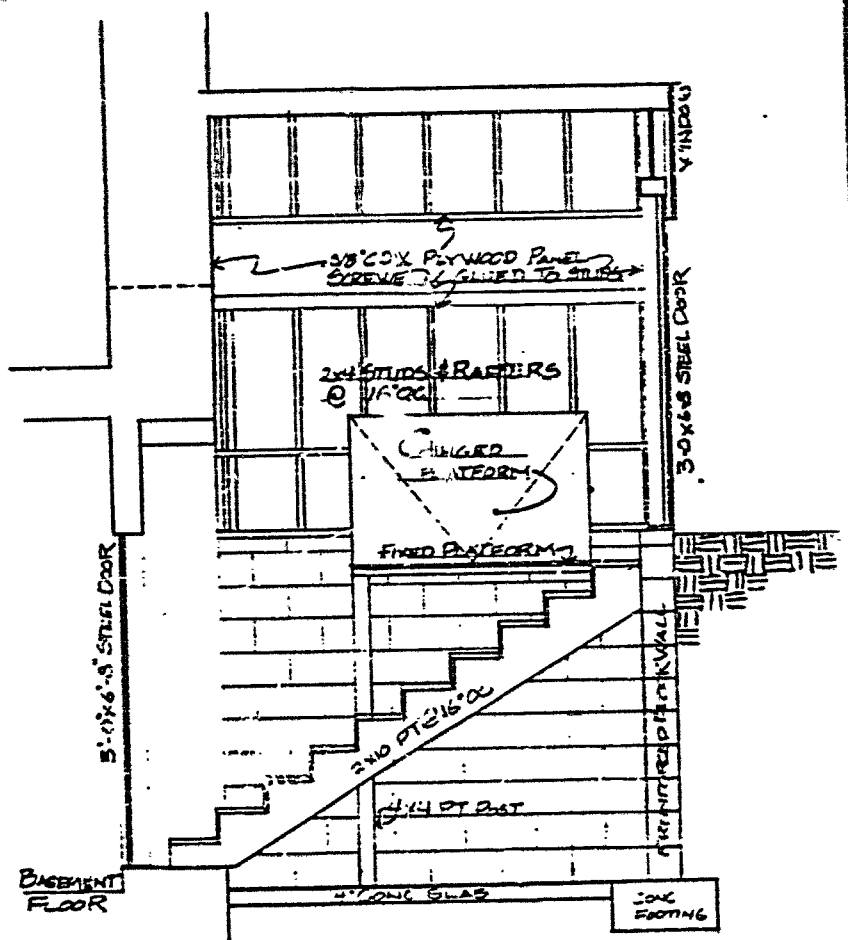 WINDOW
3/8" CDX PLYWOOD PANEL
SCREWED & GLUED TO STUDS
3-0x6-8 STEEL DOOR
2x4 STUDS & RAFTERS
@ 16"OC
HINGED
PLATFORM
FIXED PLATFORM
3'-0"x6'-8" STEEL DOOR
2x10 PT @ 16" OC
4x4 PT POST
BLOCK WALL
BASEMENT
FLOOR
4" CONC SLAB
CONC
FOOTING